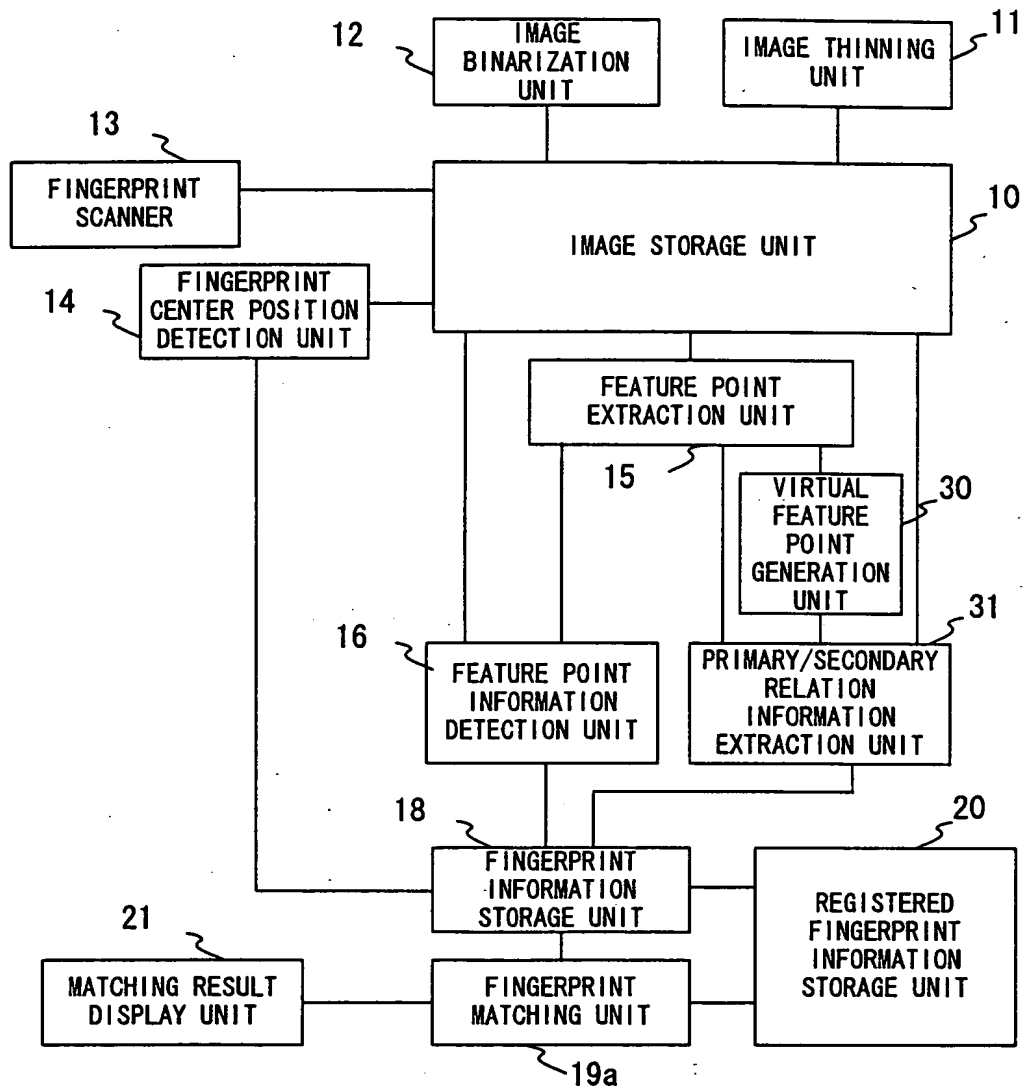 12
IMAGE
BINARIZATION
UNIT
11
IMAGE THINNING
UNIT
13
FINGERPRINT
SCANNER
10
IMAGE STORAGE UNIT
14
FINGERPRINT
CENTER POSITION
DETECTION UNIT
FEATURE POINT
EXTRACTION UNIT
15
30
VIRTUAL
FEATURE
POINT
GENERATION
UNIT
16
FEATURE POINT
INFORMATION
DETECTION UNIT
31
PRIMARY/SECONDARY
RELATION
INFORMATION
EXTRACTION UNIT
18
FINGERPRINT
INFORMATION
STORAGE UNIT
20
REGISTERED
FINGERPRINT
INFORMATION
STORAGE UNIT
21
MATCHING RESULT
DISPLAY UNIT
FINGERPRINT
MATCHING UNIT
19a